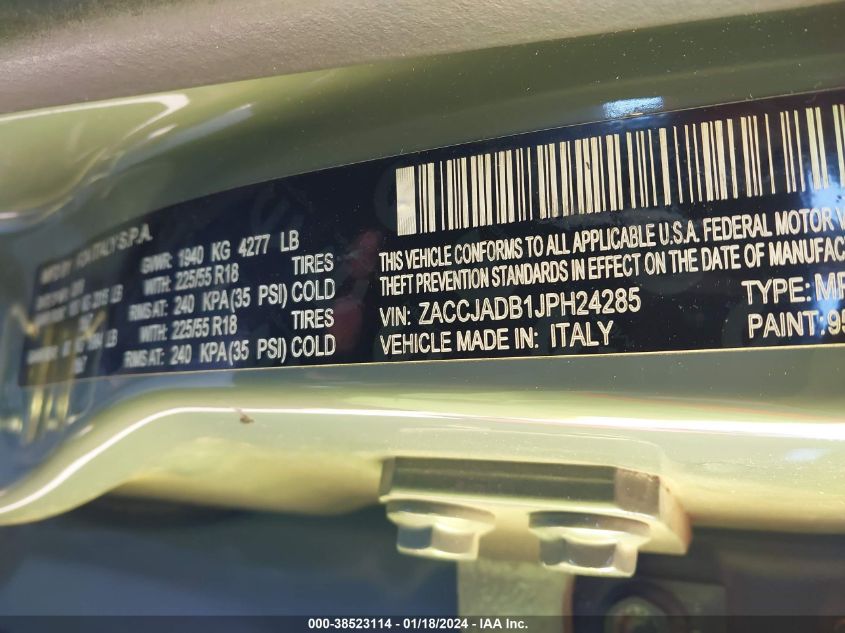 FCA ITALY S.P.A.
GVWR: 1940 KG 4277 LB
WITH: 225/55 R18 TIRES
RIMS AT: 240 KPA(35 PSI) COLD
WITH: 225/55 R18 TIRES
RIMS AT: 240 KPA(35 PSI) COLD
THIS VEHICLE CONFORMS TO ALL APPLICABLE U.S.A. FEDERAL MOTOR V
THEFT PREVENTION STANDARDS IN EFFECT ON THE DATE OF MANUFAC
VIN: ZACCJADB1JPH24285 TYPE: MP
VEHICLE MADE IN: ITALY PAINT: 95
000-38523114 - 01/18/2024 - IAA Inc.